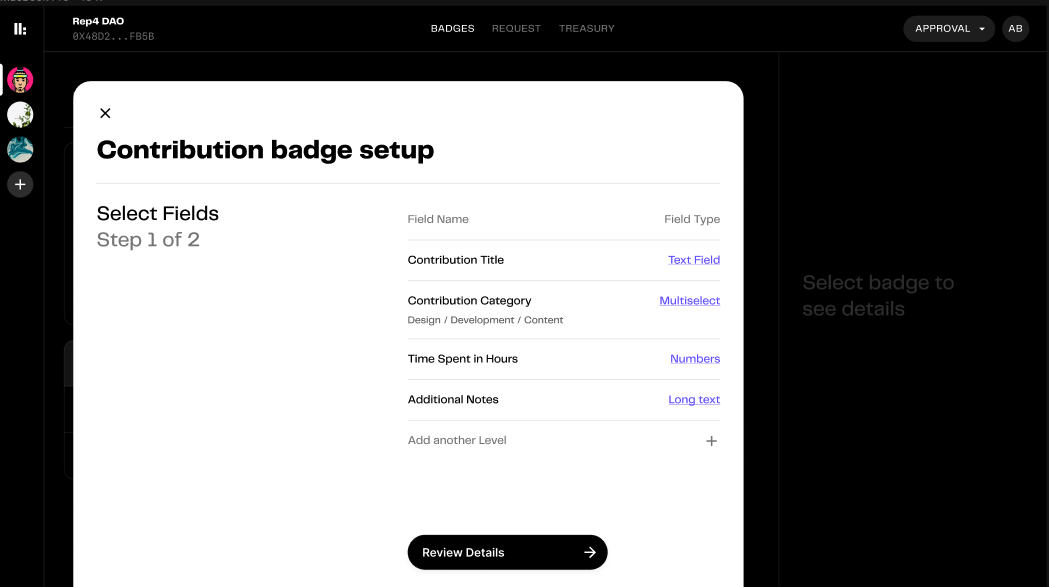 Rep4 DAO
0X48D2...FB5B
BADGES
REQUEST
TREASURY
APPROVAL
AB
Contribution badge setup
Select Fields
Step 1 of 2
Field Name
Field Type
Contribution Title
Text Field
Contribution Category
Multiselect
Design / Development / Content
Time Spent in Hours
Numbers
Additional Notes
Long text
Add another Level
Review Details
Select badge to
see details